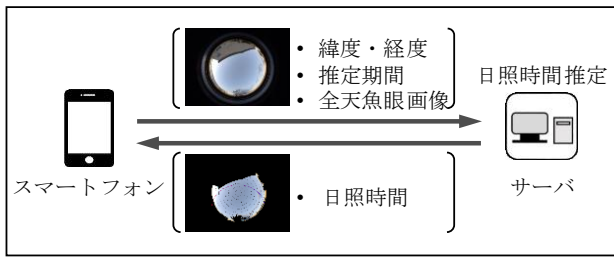 • 緯度・経度
• 推定期間
• 全天魚眼画像
日照時間推定
スマートフォン
サーバ
• 日照時間